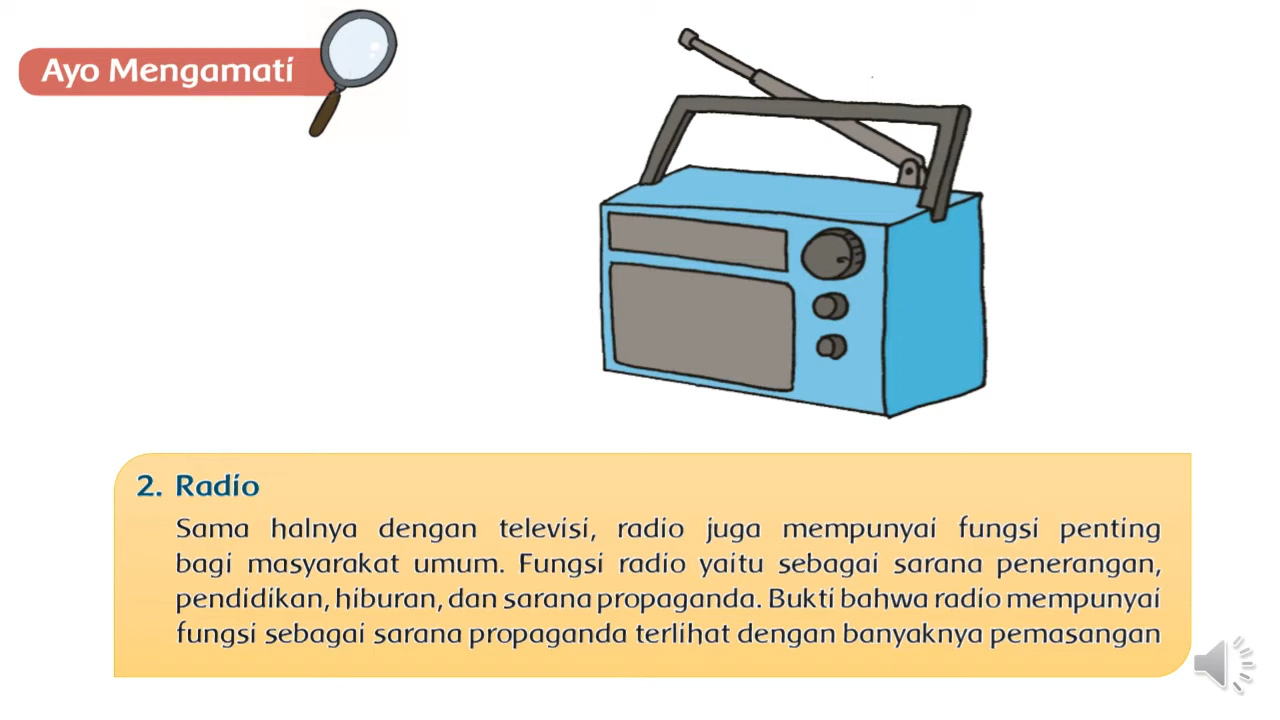 Ayo Mengamati
2. Radio
Sama halnya dengan televisi, radio juga mempunyai fungsi penting
bagi masyarakat umum. Fungsi radio yaitu sebagai sarana penerangan,
pendidikan, hiburan, dan sarana propaganda. Bukti bahwa radio mempunyai
fungsi sebagai sarana propaganda terlihat dengan banyaknya pemasangan